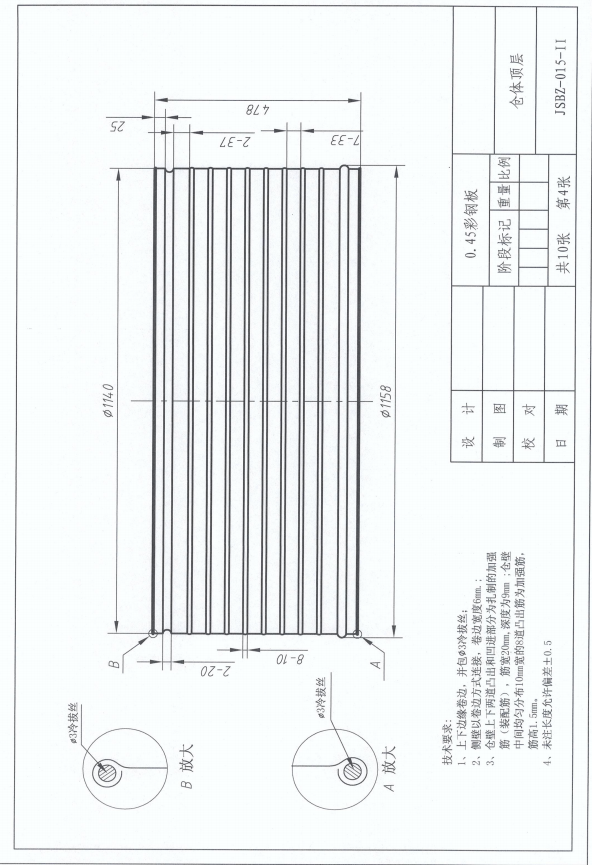 ø3冷拔丝
B 放大
ø3冷拔丝
A 放大
B
A
ø1140
ø1158
25
478
2-37
7-33
2-20
8-10
技术要求:
1、上下边缘卷边, 并包φ3冷拔丝;
2、侧壁以卷边方式连接, 卷边宽度6mm.;
3、仓壁上下两道凸出和凹进部分为扎制的加强
筋（装配筋）, 筋宽20mm,深度为9mm ;仓壁
中间均匀分布10mm宽的8道凸出筋为加强筋,
筋高1.5mm。
4、未注长度允许偏差±0.5
设 计
制 图
校 对
日 期
0.45彩钢板
阶段标记 重量 比例
共10张 第4张
仓体顶层
JSBZ-015-II